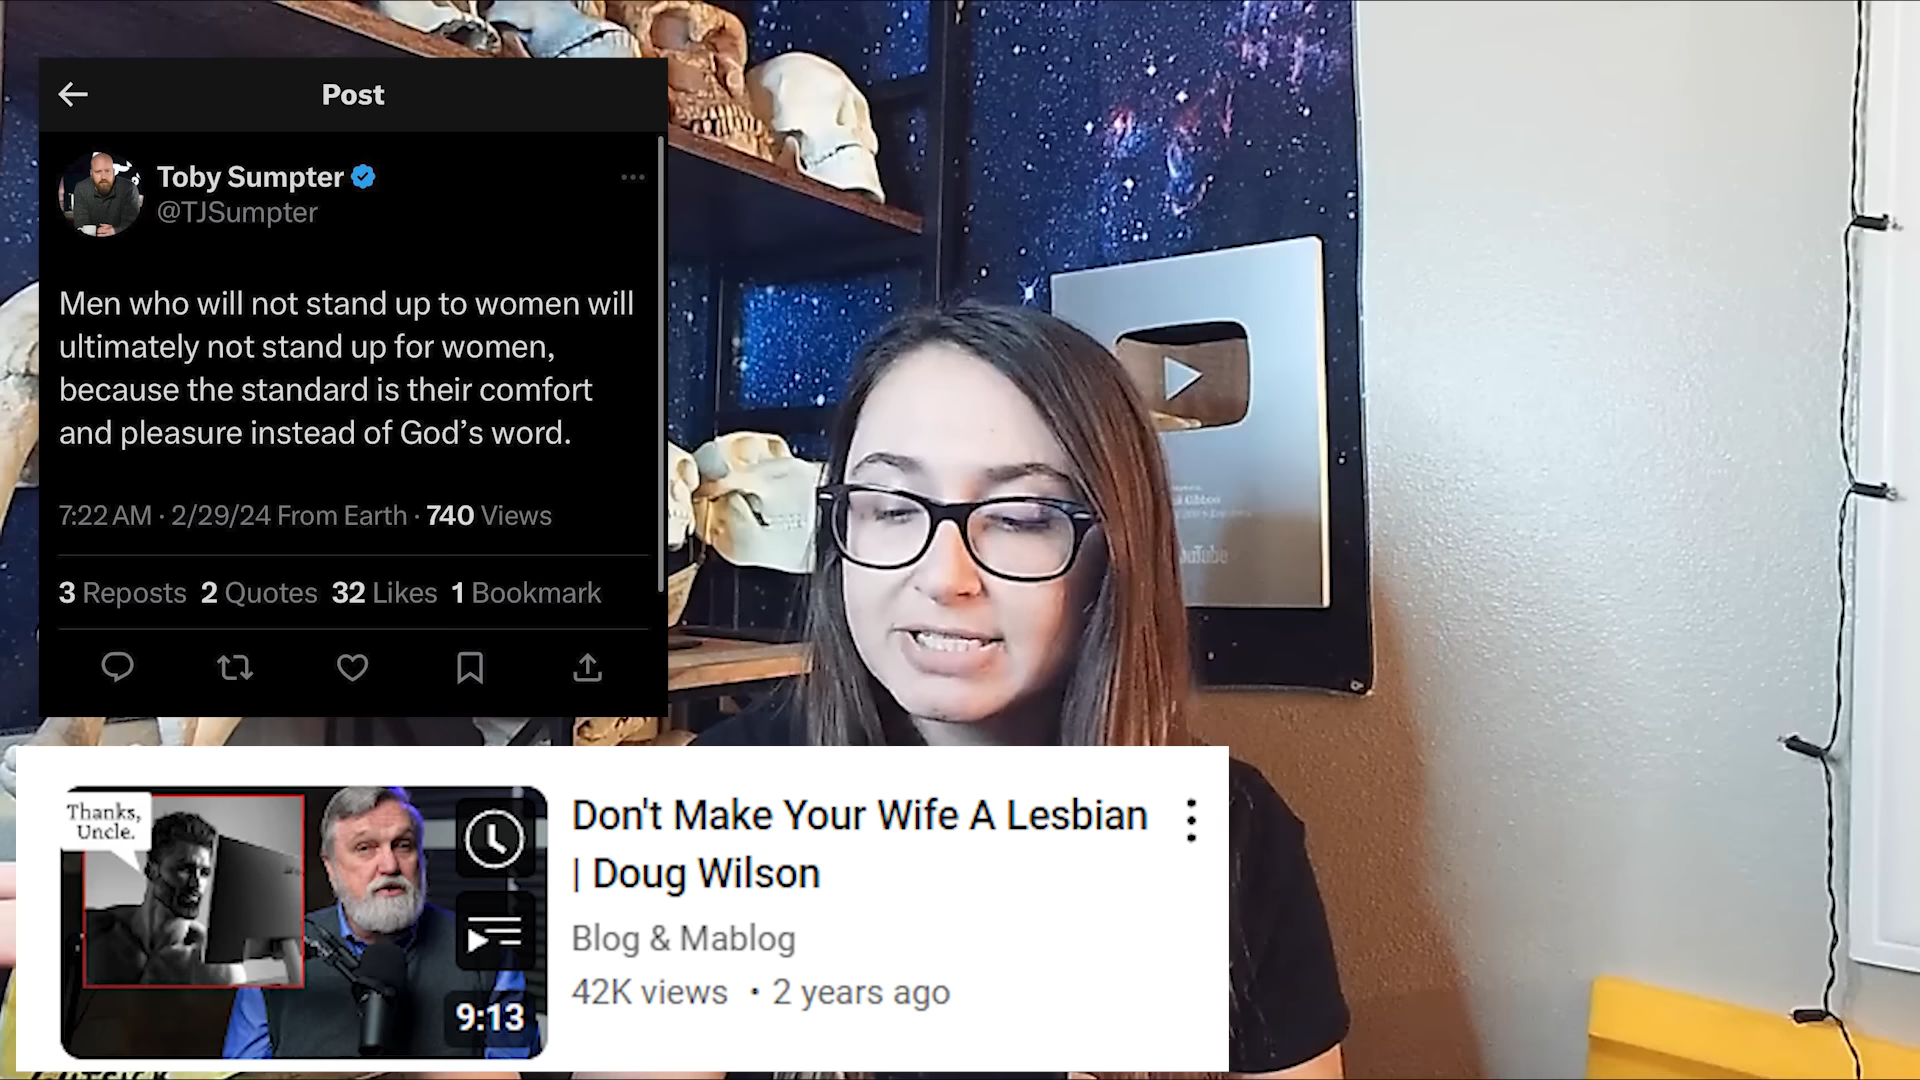 Post
Toby Sumpter
@TJSumpter
Men who will not stand up to women will
ultimately not stand up for women,
because the standard is their comfort
and pleasure instead of God’s word.
7:22 AM · 2/29/24 From Earth · 740 Views
3 Reposts 2 Quotes 32 Likes 1 Bookmark
Gibbon
YouTube
Thanks,
Uncle.
9:13
Don't Make Your Wife A Lesbian
| Doug Wilson
Blog & Mablog
42K views • 2 years ago